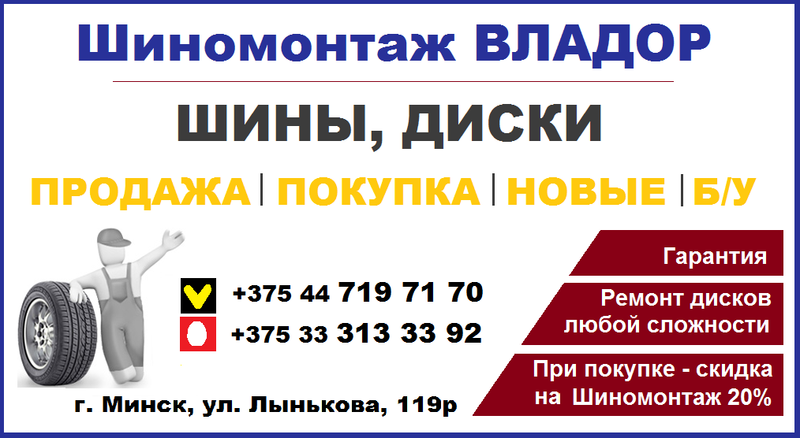 Шиномонтаж ВЛАДОР
ШИНЫ, ДИСКИ
ПРОДАЖА | ПОКУПКА | НОВЫЕ | Б/У
Гарантия
+375 44 719 71 70
+375 33 313 33 92
Ремонт дисков
любой сложности
При покупке - скидка
на Шиномонтаж 20%
г. Минск, ул. Лынькова, 119р